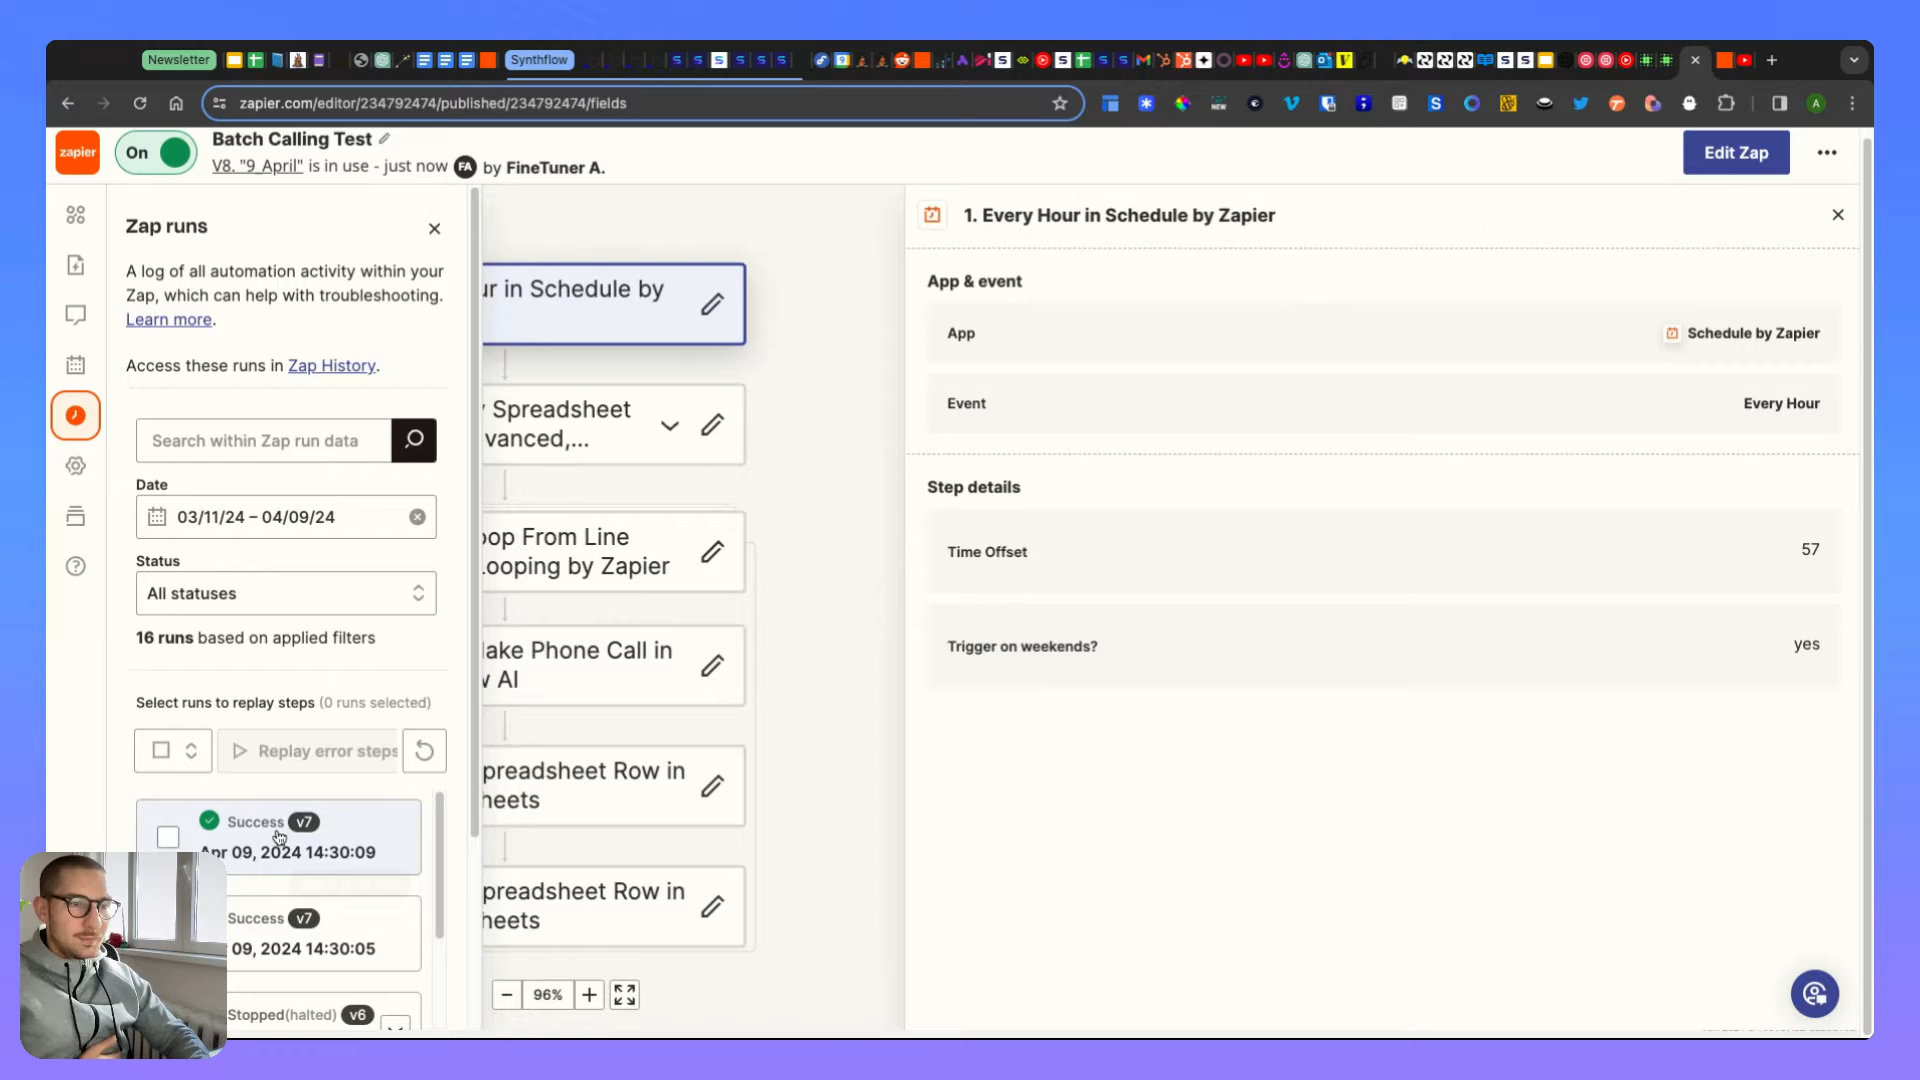 Newsletter
Synthflow
zapier.com/editor/234792474/published/234792474/fields
zapier
On
Batch Calling Test
V8. "9_April" is in use - just now FA by FineTuner A.
Edit Zap
Zap runs
A log of all automation activity within your
Zap, which can help with troubleshooting.
Learn more.
Access these runs in Zap History.
Search within Zap run data
Date
03/11/24 – 04/09/24
Status
All statuses
16 runs based on applied filters
Select runs to replay steps (0 runs selected)
Replay error steps
Success v7
Apr 09, 2024 14:30:09
Success v7
09, 2024 14:30:05
Stopped(halted) v6
ur in Schedule by
y Spreadsheet
vanced,...
oop From Line
Looping by Zapier
ake Phone Call in
w AI
preadsheet Row in
heets
preadsheet Row in
heets
96%
1. Every Hour in Schedule by Zapier
App & event
App
Schedule by Zapier
Event
Every Hour
Step details
Time Offset
57
Trigger on weekends?
yes